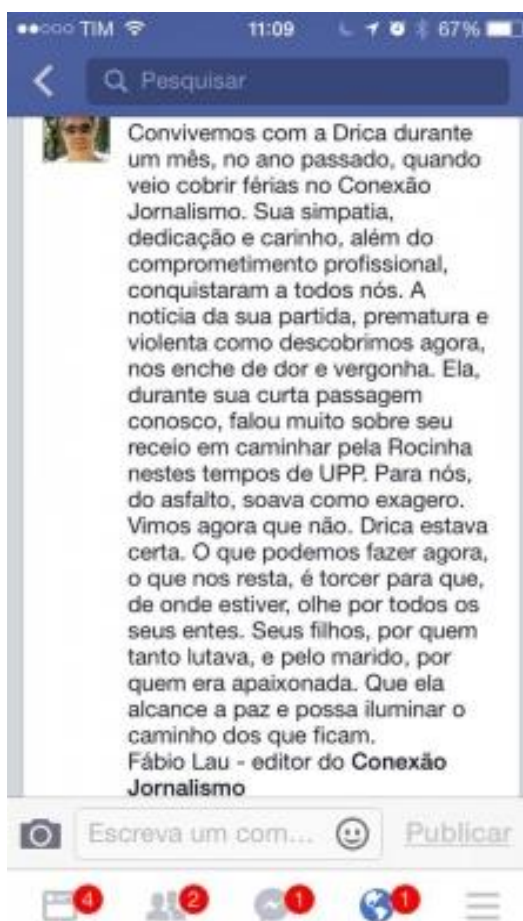 TIM 11:09 67%
Pesquisar
Convivemos com a Drica durante
um mês, no ano passado, quando
veio cobrir férias no Conexão
Jornalismo. Sua simpatia,
dedicação e carinho, além do
comprometimento profissional,
conquistaram a todos nós. A
notícia da sua partida, prematura e
violenta como descobrimos agora,
nos enche de dor e vergonha. Ela,
durante sua curta passagem
conosco, falou muito sobre seu
receio em caminhar pela Rocinha
nestes tempos de UPP. Para nós,
do asfalto, soava como exagero.
Vimos agora que não. Drica estava
certa. O que podemos fazer agora,
o que nos resta, é torcer para que,
de onde estiver, olhe por todos os
seus entes. Seus filhos, por quem
tanto lutava, e pelo marido, por
quem era apaixonada. Que ela
alcance a paz e possa iluminar o
caminho dos que ficam.
Fábio Lau - editor do Conexão
Jornalismo
Escreva um com... Publicar
4 2 1 1